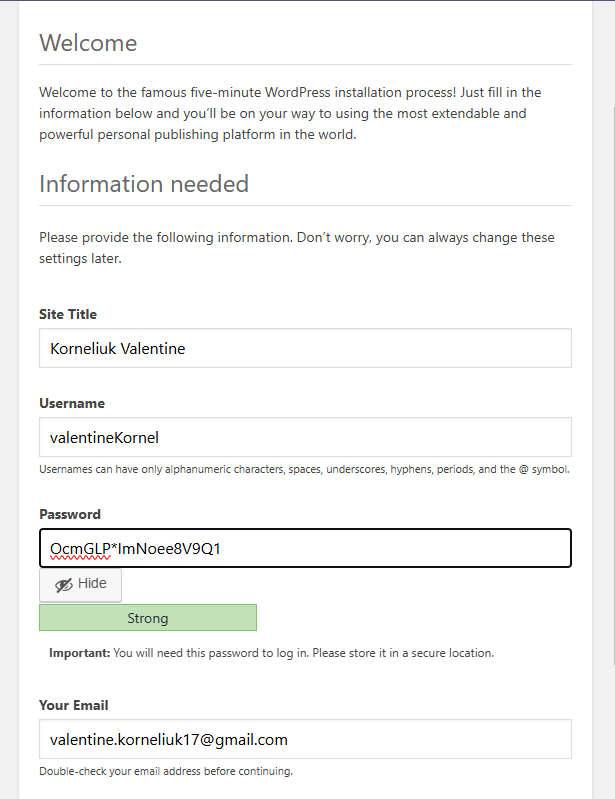 Welcome
Welcome to the famous five-minute WordPress installation process! Just fill in the
information below and you’ll be on your way to using the most extendable and
powerful personal publishing platform in the world.
Information needed
Please provide the following information. Don’t worry, you can always change these
settings later.
Site Title
Korneliuk Valentine
Username
valentineKornel
Usernames can have only alphanumeric characters, spaces, underscores, hyphens, periods, and the @ symbol.
Password
OcmGLP*ImNoee8V9Q1
Hide
Strong
Important: You will need this password to log in. Please store it in a secure location.
Your Email
valentine.korneliuk17@gmail.com
Double-check your email address before continuing.